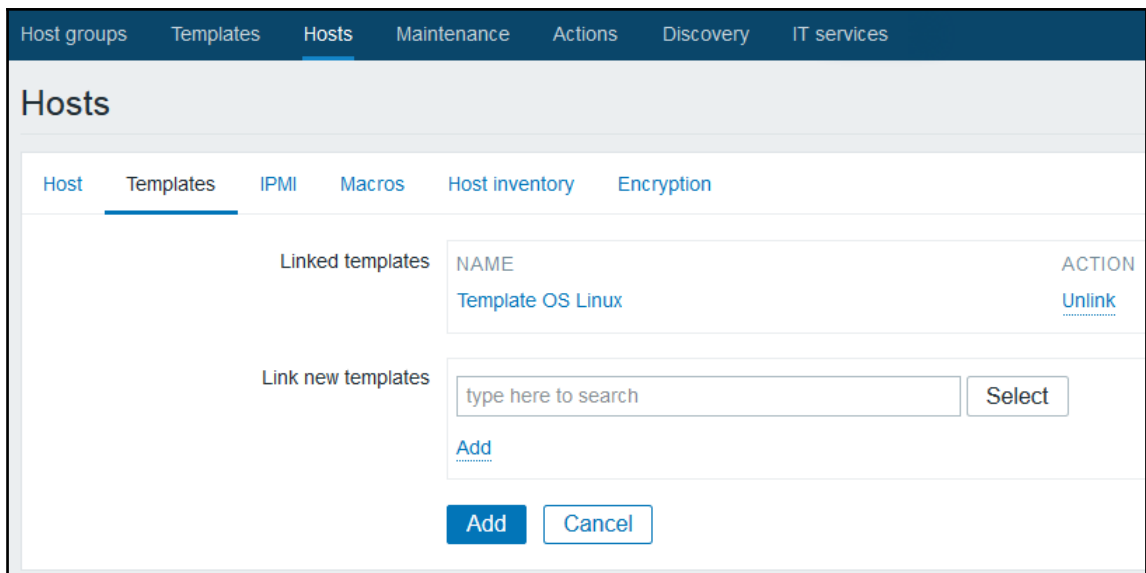 Host groups Templates Hosts Maintenance Actions Discovery IT services
Hosts
Host Templates IPMI Macros Host inventory Encryption
Linked templates NAME ACTION
Template OS Linux Unlink
Link new templates
type here to search Select
Add
Add Cancel